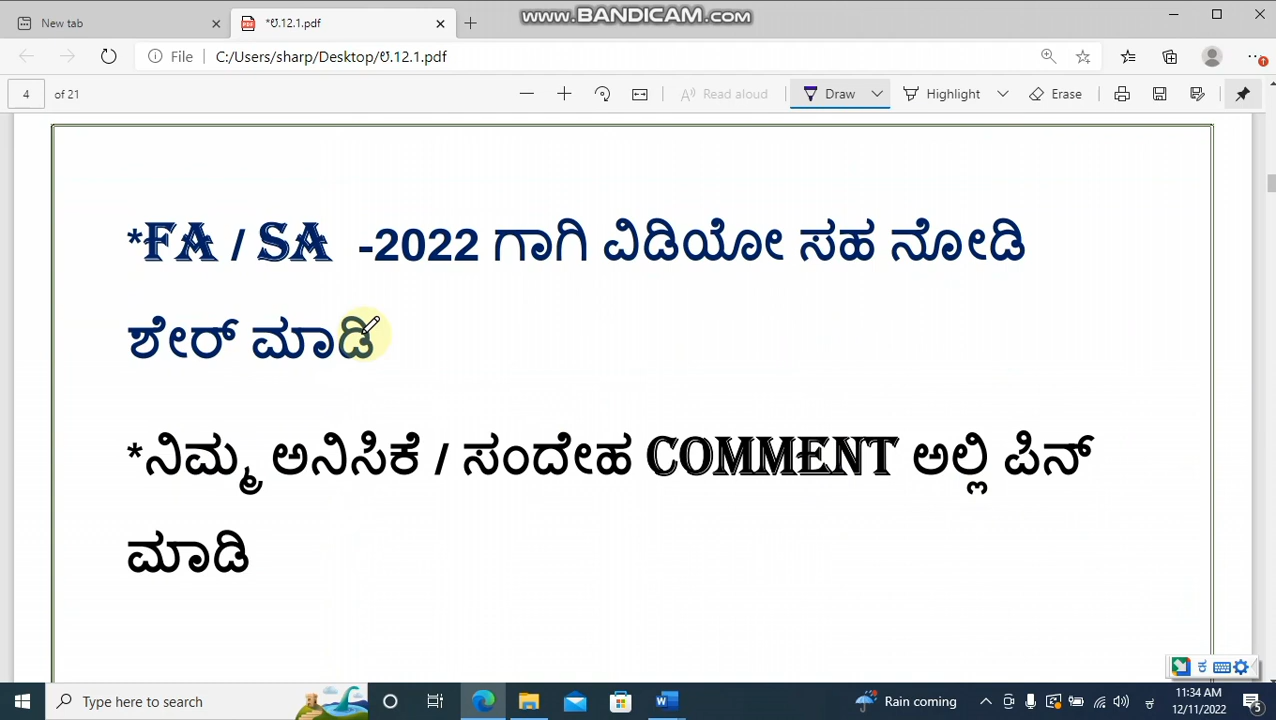 www.BANDICAM.com
New tab
*ಲ.12.1.pdf
File C:/Users/sharp/Desktop/ಲ.12.1.pdf
4 of 21 Read aloud Draw Highlight Erase
*FA / SA -2022 ಗಾಗಿ ವಿಡಿಯೋ ಸಹ ನೋಡಿ
ಶೇರ್ ಮಾಡಿ
*ನಿಮ್ಮ ಅನಿಸಿಕೆ / ಸಂದೇಹ COMMENT ಅಲ್ಲಿ ಪಿನ್
ಮಾಡಿ
ಕ
Type here to search
Rain coming
11:34 AM
12/11/2022
5